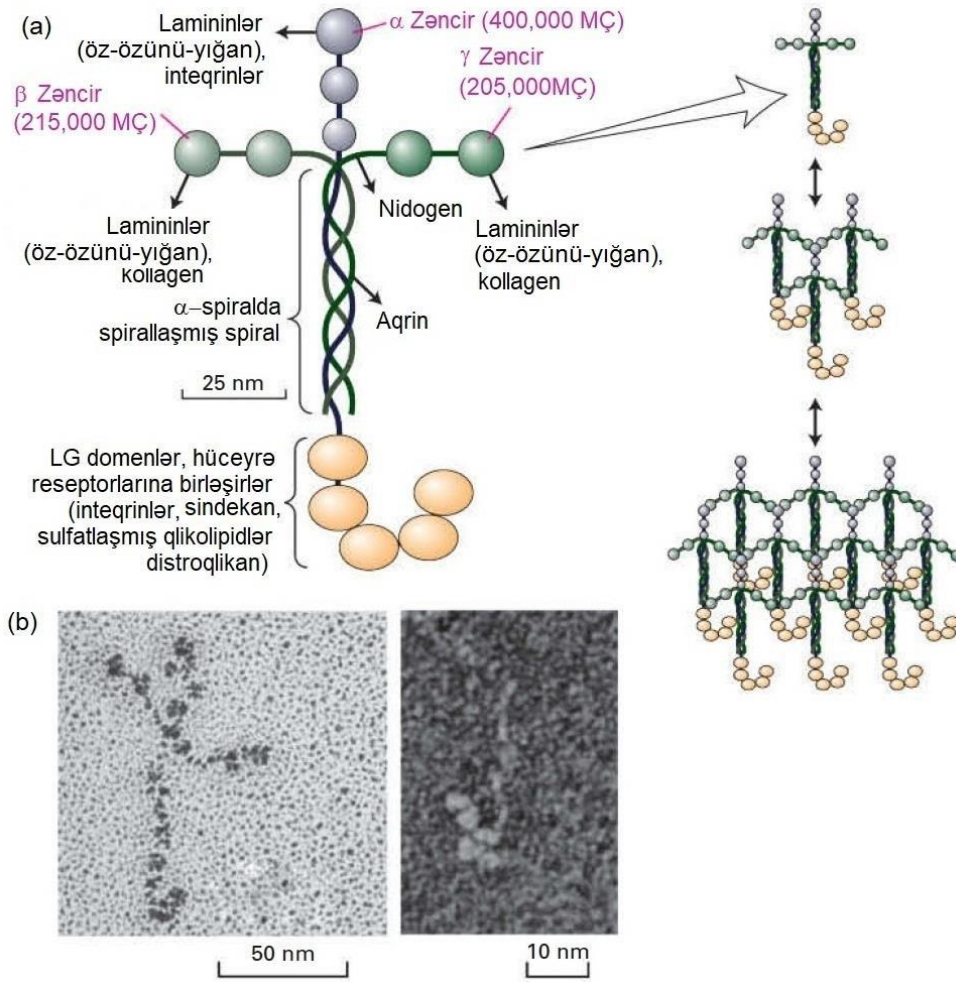 (a)
Lamininlər
(öz-özünü-yığan),
inteqrinlər
α Zəncir (400,000 MÇ)
γ Zəncir
(205,000MÇ)
β Zəncir
(215,000 MÇ)
Nidogen
Lamininlər
(öz-özünü-yığan),
kollagen
Lamininlər
(öz-özünü-yığan),
kollagen
α–spiralda
spirallaşmış spiral
Aqrin
25 nm
LG domenlər, hüceyrə
reseptorlarına birləşirlər
(inteqrinlər, sindekan,
sulfatlaşmış qlikolipidlər
distroqlikan)
(b)
50 nm
10 nm